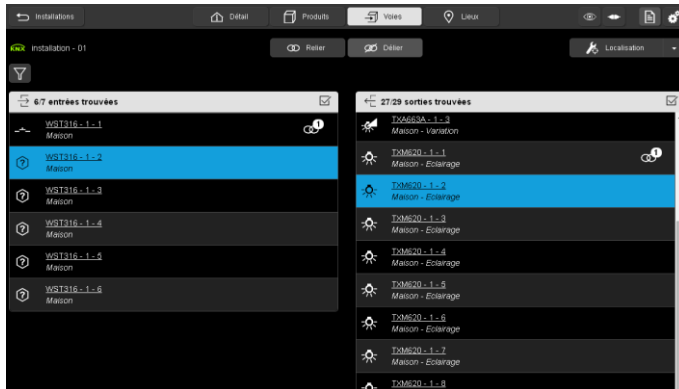 Installations
Détail
Produits
Voies
Lieux
KNX installation - 01
Relier
Délier
Localisation
6/7 entrées trouvées
WST316 - 1 - 1
Maison
1
WST316 - 1 - 2
Maison
WST316 - 1 - 3
Maison
WST316 - 1 - 4
Maison
WST316 - 1 - 5
Maison
WST316 - 1 - 6
Maison
27/29 sorties trouvées
TXA663A - 1 - 3
Maison - Variation
TXM620 - 1 - 1
Maison - Eclairage
1
TXM620 - 1 - 2
Maison - Eclairage
TXM620 - 1 - 3
Maison - Eclairage
TXM620 - 1 - 4
Maison - Eclairage
TXM620 - 1 - 5
Maison - Eclairage
TXM620 - 1 - 6
Maison - Eclairage
TXM620 - 1 - 7
Maison - Eclairage
TXM620 - 1 - 8